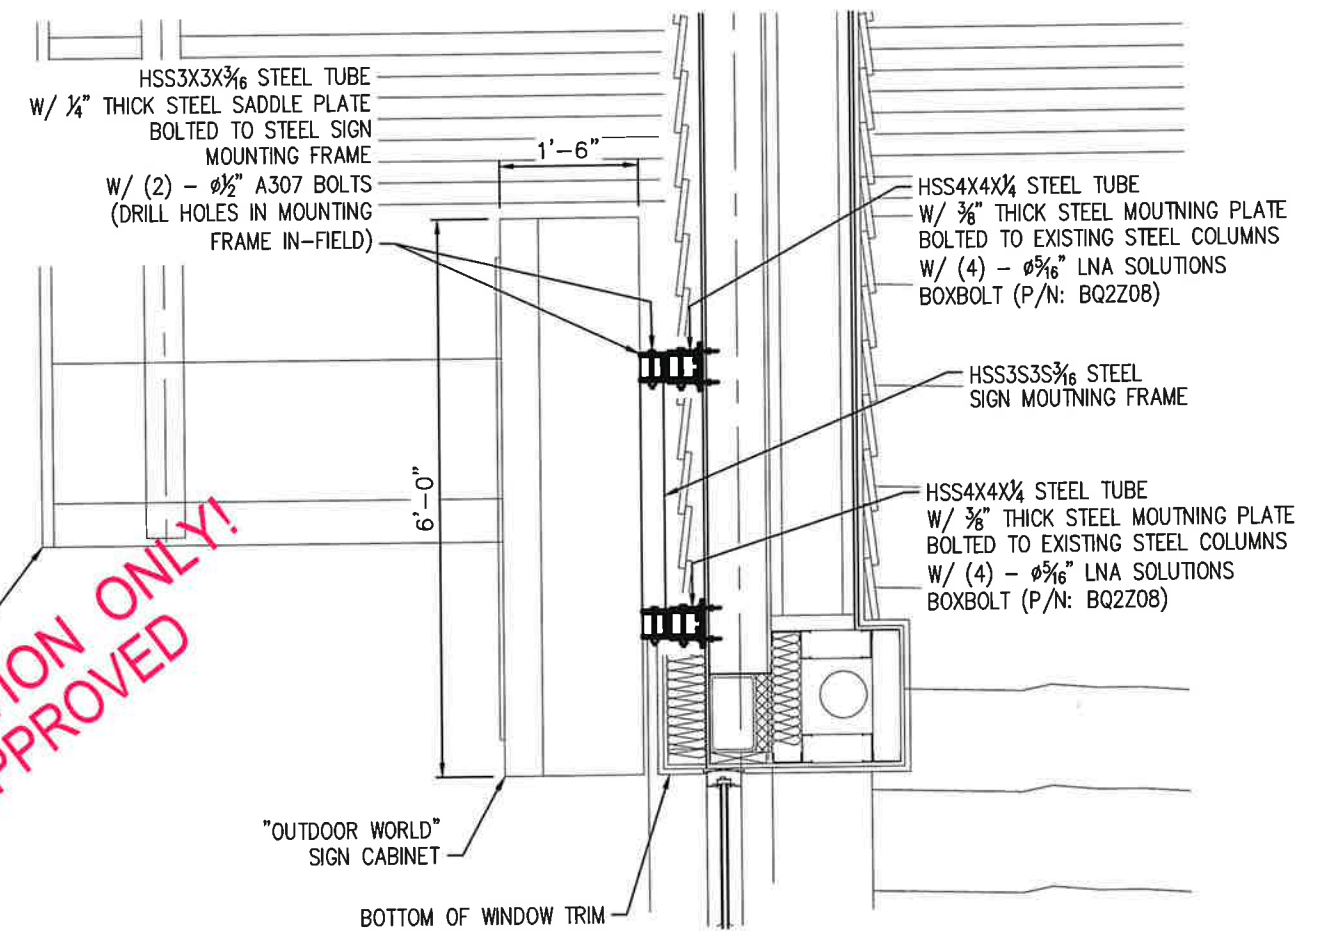 HSS3X3X3/16 STEEL TUBE
W/ 1/4" THICK STEEL SADDLE PLATE
BOLTED TO STEEL SIGN
MOUNTING FRAME
W/ (2) - ø1/2" A307 BOLTS
(DRILL HOLES IN MOUNTING
FRAME IN-FIELD)
1'-6"
HSS4X4X1/4 STEEL TUBE
W/ 3/8" THICK STEEL MOUTNING PLATE
BOLTED TO EXISTING STEEL COLUMNS
W/ (4) - ø5/16" LNA SOLUTIONS
BOXBOLT (P/N: BQ2Z08)
HSS3S3S3/16 STEEL
SIGN MOUTNING FRAME
6'-0"
HSS4X4X1/4 STEEL TUBE
W/ 3/8" THICK STEEL MOUTNING PLATE
BOLTED TO EXISTING STEEL COLUMNS
W/ (4) - ø5/16" LNA SOLUTIONS
BOXBOLT (P/N: BQ2Z08)
ONLY!
"OUTDOOR WORLD"
SIGN CABINET
BOTTOM OF WINDOW TRIM